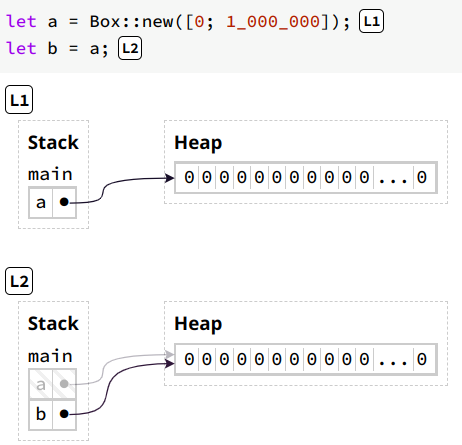 let a = Box::new([0; 1_000_000]); L1
let b = a; L2
L1
Stack Heap
main
a 0 0 0 0 0 0 0 0 0 0 0 ... 0
L2
Stack Heap
main
a 0 0 0 0 0 0 0 0 0 0 0 ... 0
b